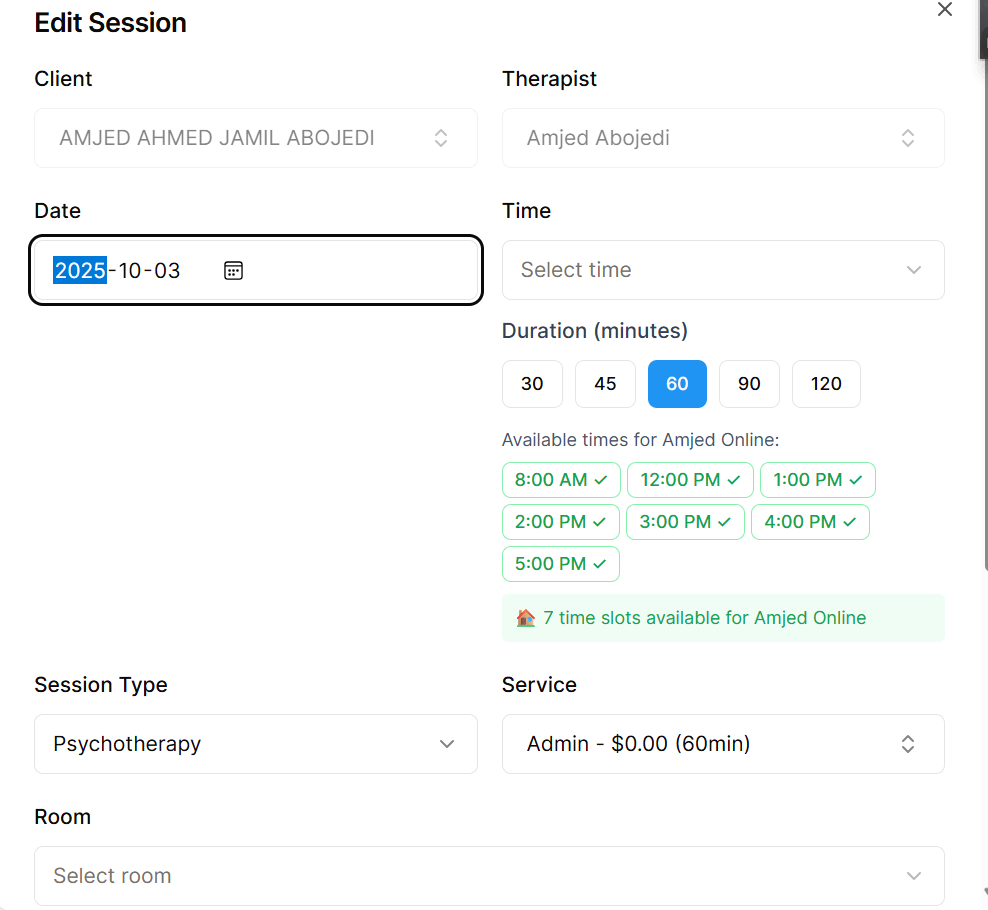 Edit Session
Client
Therapist
AMJED AHMED JAMIL ABOJEDI
Amjed Abojedi
Date
Time
2025-10-03
Select time
Duration (minutes)
30 45 60 90 120
Available times for Amjed Online:
8:00 AM ✓ 12:00 PM ✓ 1:00 PM ✓
2:00 PM ✓ 3:00 PM ✓ 4:00 PM ✓
5:00 PM ✓
7 time slots available for Amjed Online
Session Type
Service
Psychotherapy
Admin - $0.00 (60min)
Room
Select room